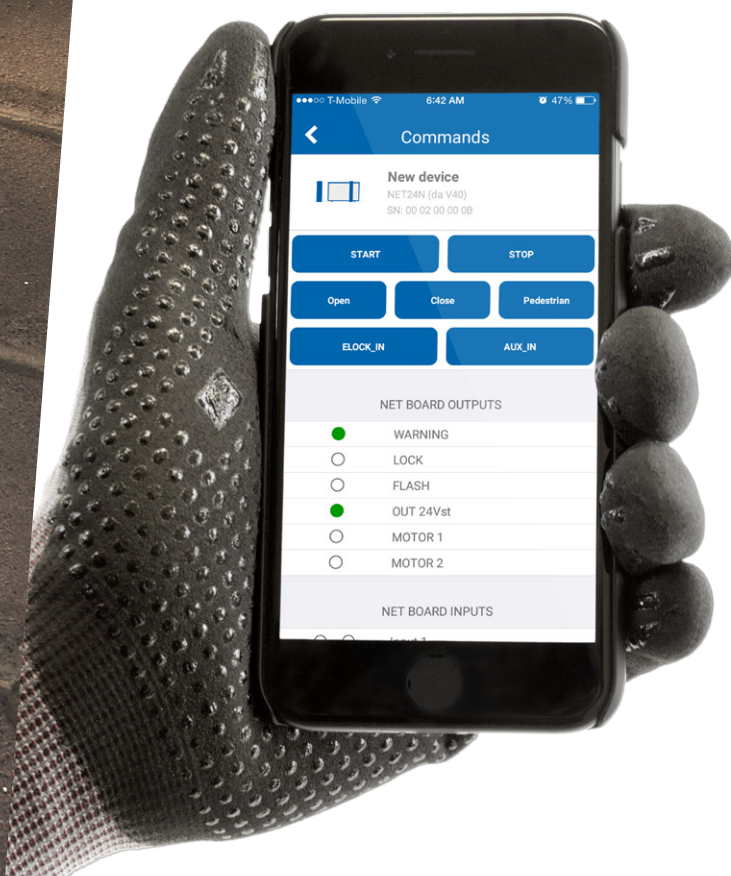 T-Mobile 6:42 AM 47%
Commands
New device
NET24N (da V40)
SN: 00 02 00 00 0B
START STOP
Open Close Pedestrian
ELOCK_IN AUX_IN
NET BOARD OUTPUTS
WARNING
LOCK
FLASH
OUT 24Vst
MOTOR 1
MOTOR 2
NET BOARD INPUTS
Input 1